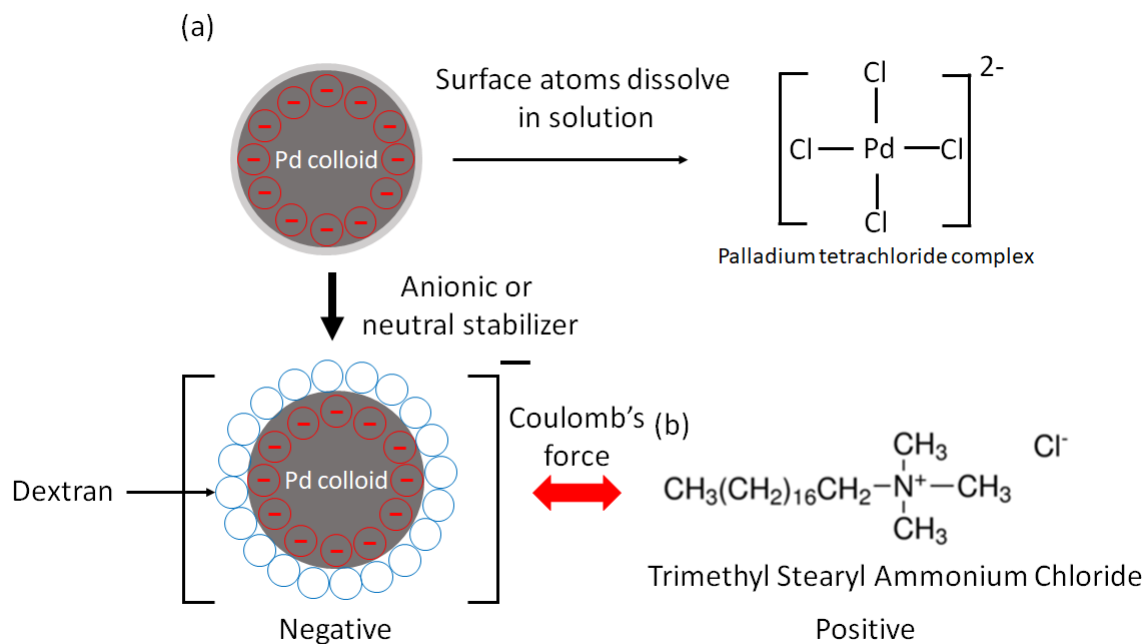 (a)
Surface atoms dissolve
in solution
Pd colloid
2-
Cl
Cl Pd Cl
Cl
Palladium tetrachloride complex
Anionic or
neutral stabilizer
Dextran
Pd colloid
Coulomb's
force
(b)
CH3
Cl-
CH3(CH2)16CH2-N+-CH3
CH3
Trimethyl Stearyl Ammonium Chloride
Negative
Positive